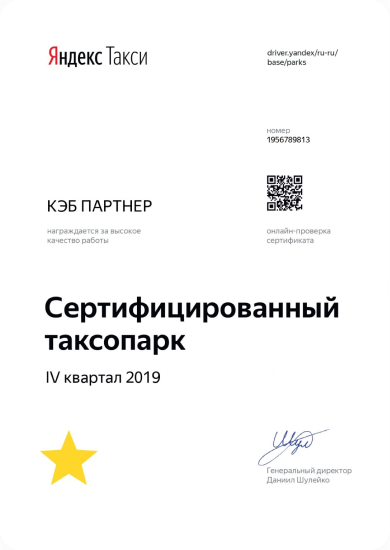 Яндекс Такси
driver.yandex/ru-ru/
base/parks
номер
1956789813
КЭБ ПАРТНЕР
награждается за высокое
качество работы
онлайн-проверка
сертификата
Сертифицированный
таксопарк
IV квартал 2019
Генеральный директор
Даниил Шулейко